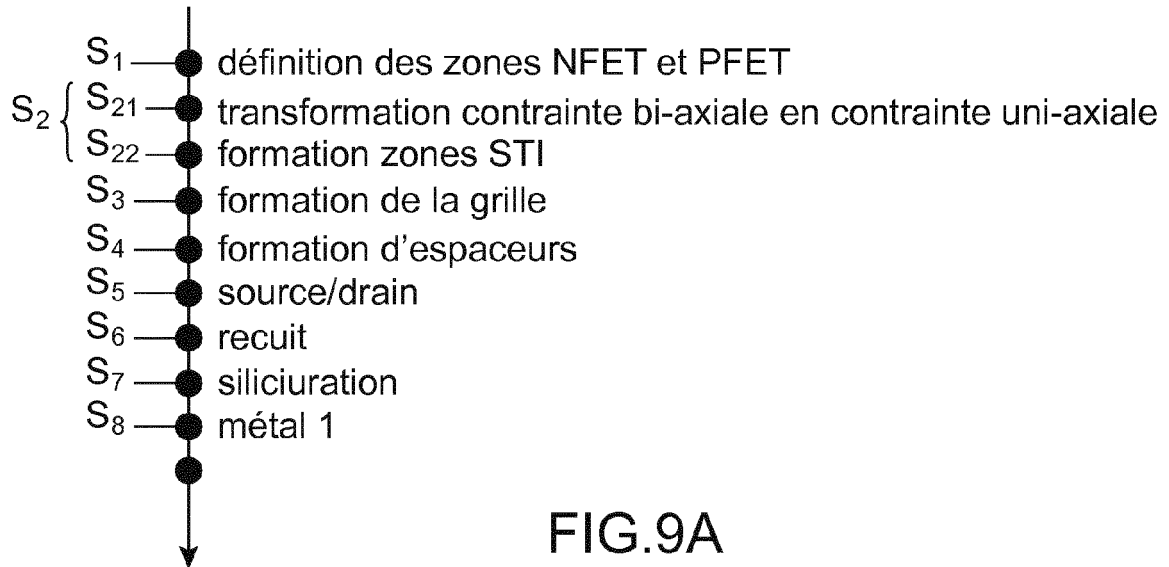 S1 définition des zones NFET et PFET
S2 { S21 transformation contrainte bi-axiale en contrainte uni-axiale
S22 formation zones STI
S3 formation de la grille
S4 formation d'espaceurs
S5 source/drain
S6 recuit
S7 siliciuration
S8 métal 1
FIG.9A